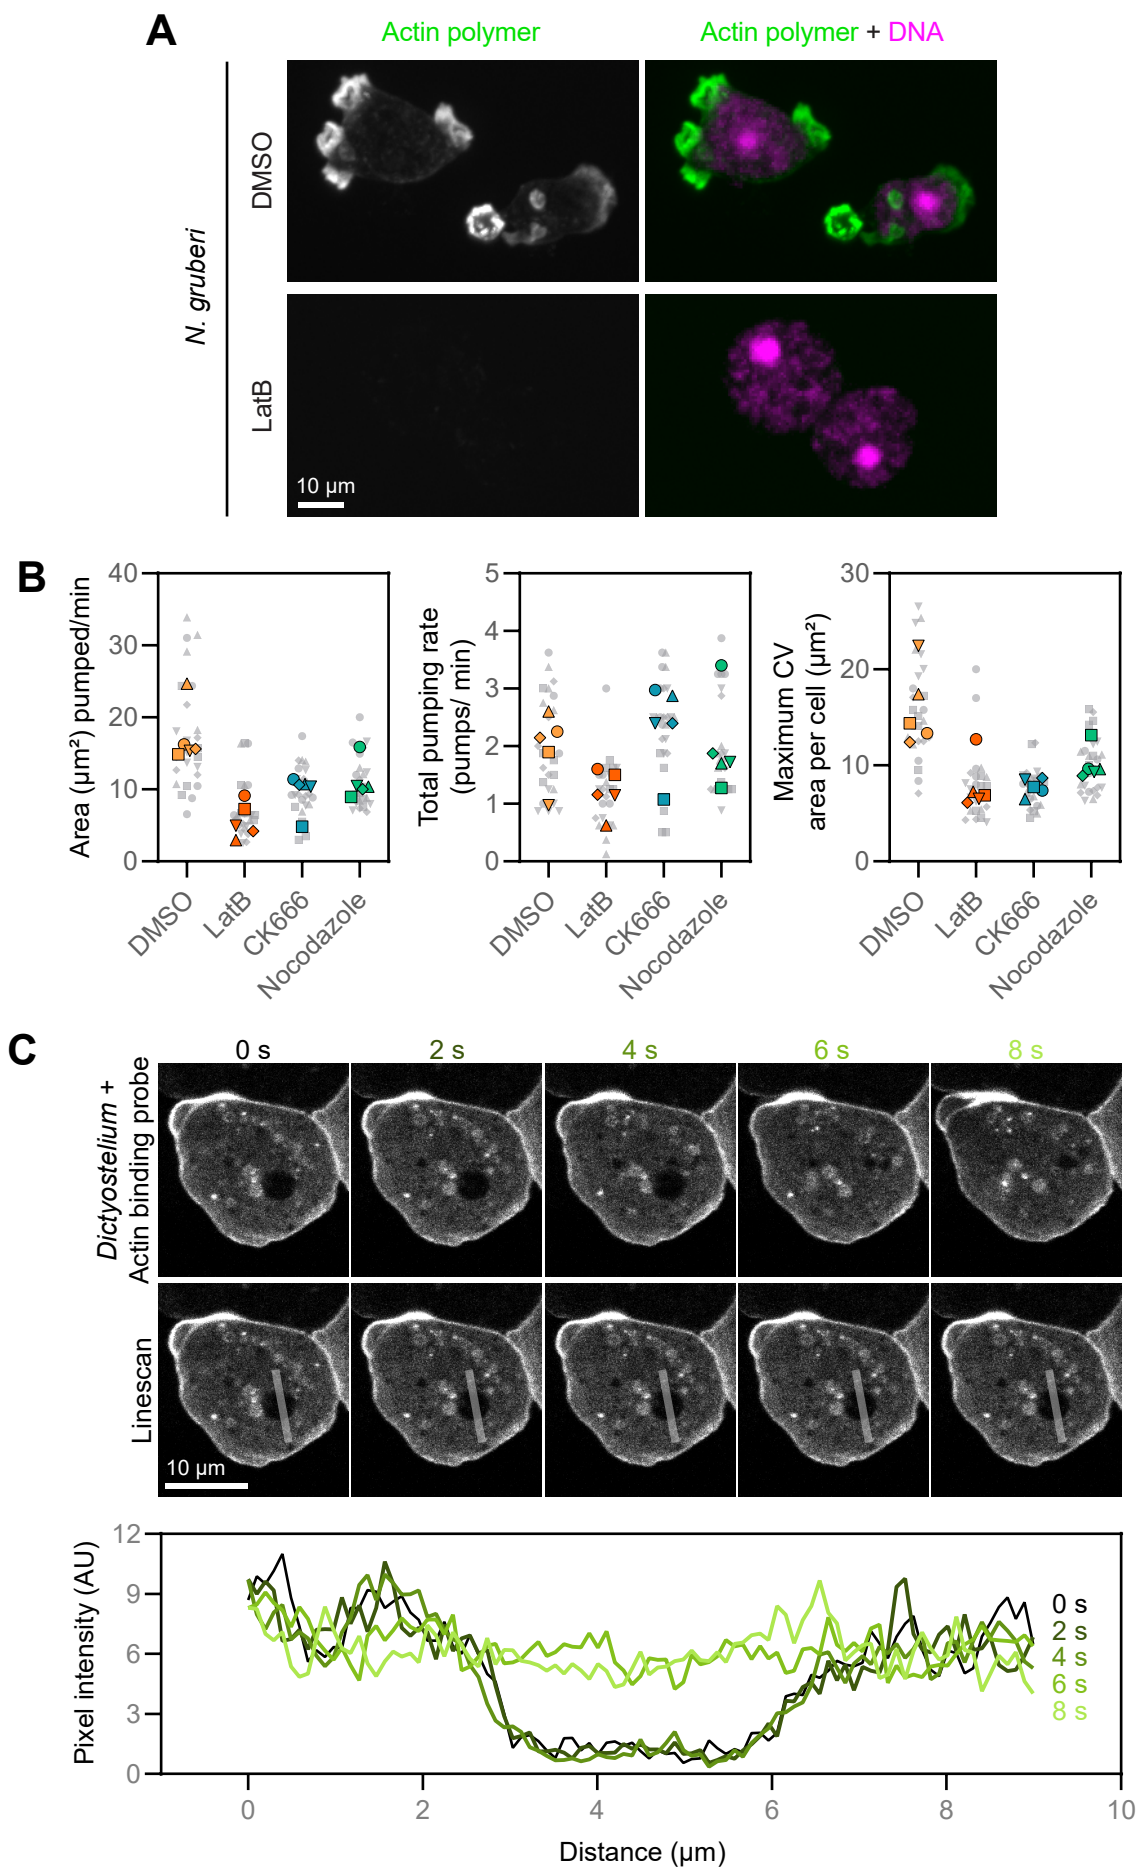 A
Actin polymer
Actin polymer + DNA
N. gruberi
DMSO
LatB
10 µm
B
Area (µm²) pumped/min
40
30
20
10
0
DMSO
LatB
CK666
Nocodazole
Total pumping rate
(pumps/ min)
5
4
3
2
1
0
DMSO
LatB
CK666
Nocodazole
Maximum CV
area per cell (µm²)
30
20
10
0
DMSO
LatB
CK666
Nocodazole
C
0 s
2 s
4 s
6 s
8 s
Dictyostelium +
Actin binding probe
Linescan
10 µm
Pixel intensity (AU)
12
9
6
3
0
0 s
2 s
4 s
6 s
8 s
0
2
4
6
8
10
Distance (µm)